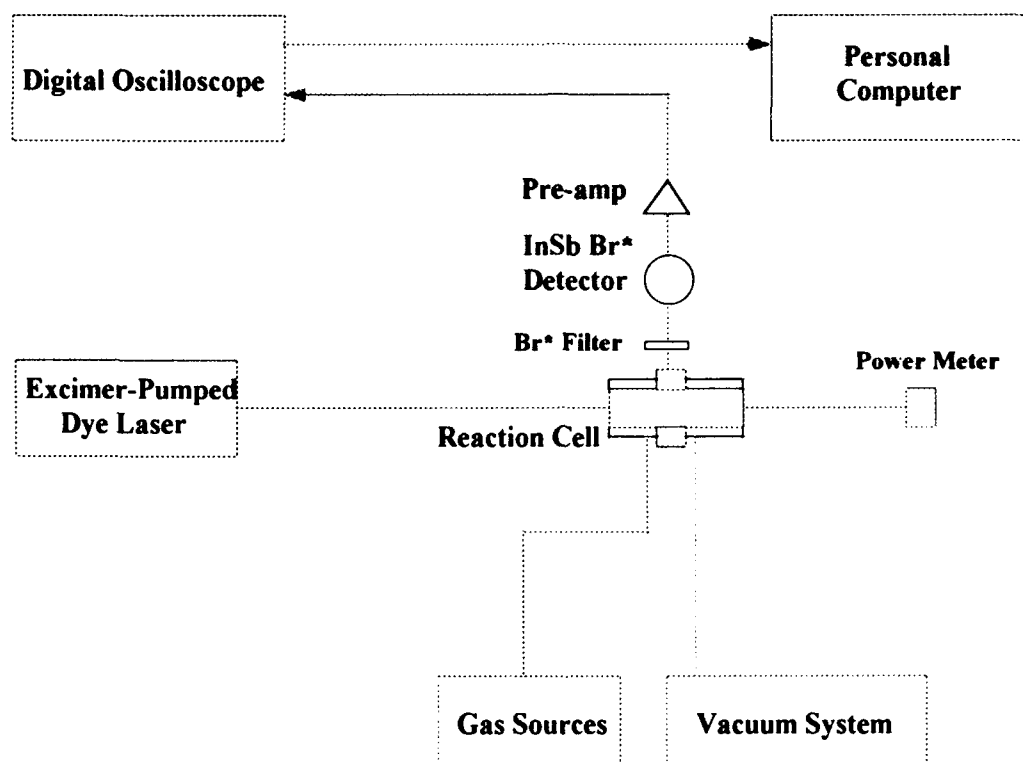 Digital Oscilloscope
Personal
Computer
Pre-amp
InSb Br*
Detector
Br* Filter
Power Meter
Excimer-Pumped
Dye Laser
Reaction Cell
Gas Sources
Vacuum System